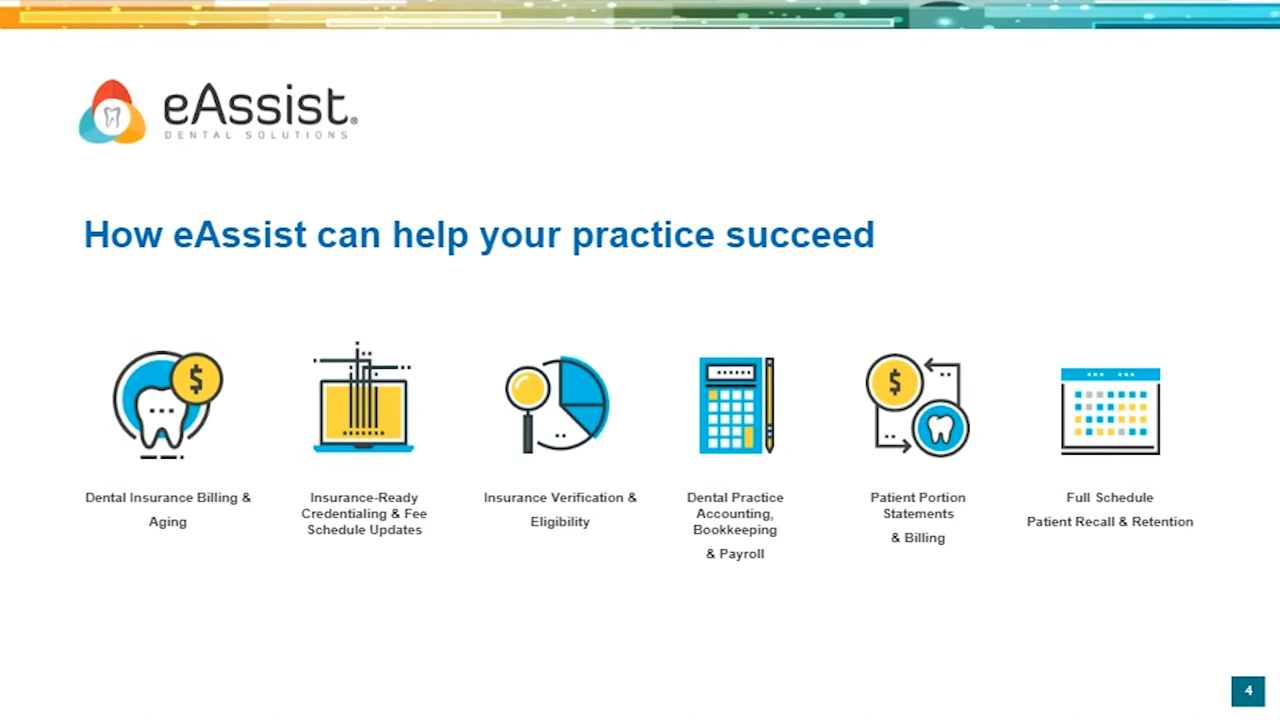 eAssist®
DENTAL SOLUTIONS
How eAssist can help your practice succeed
$
$
Dental Insurance Billing &
Aging
Insurance-Ready
Credentialing & Fee
Schedule Updates
Insurance Verification &
Eligibility
Dental Practice
Accounting,
Bookkeeping
& Payroll
Patient Portion
Statements
& Billing
Full Schedule
Patient Recall & Retention
4